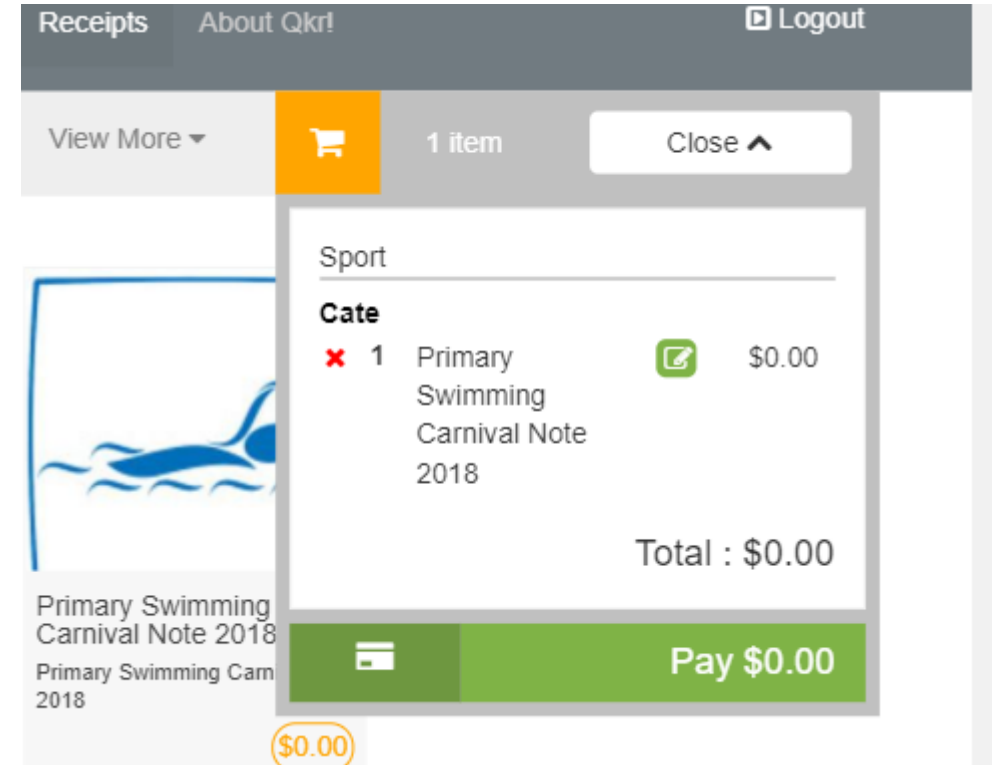 Receipts About Qkr! Logout
View More 1 item Close
Sport
Cate
1 Primary $0.00
Swimming
Carnival Note
2018
Total : $0.00
Pay $0.00
Primary Swimming
Carnival Note 2018
Primary Swimming Carn
2018
$0.00